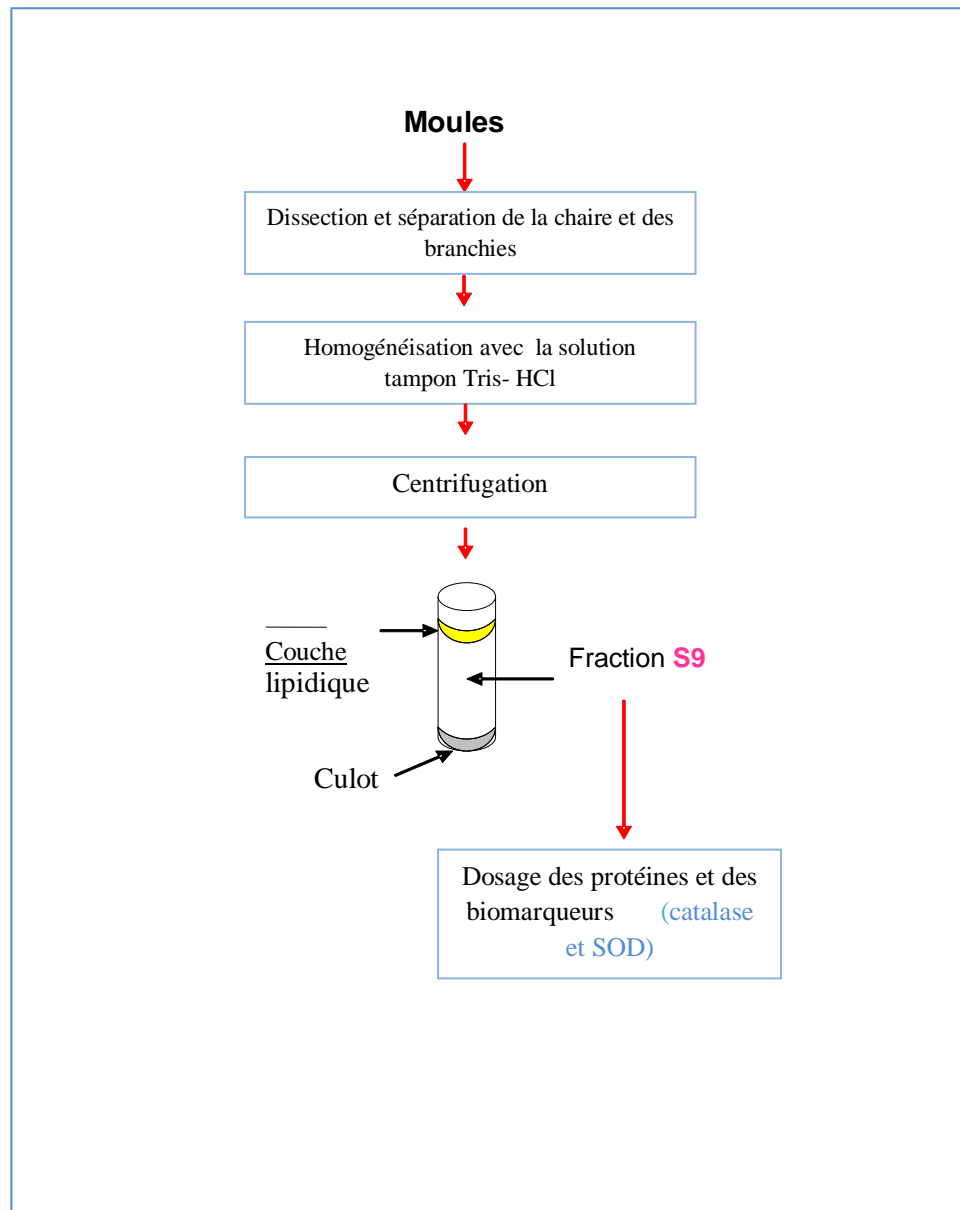 Moules
Dissection et séparation de la chaire et des
branchies
Homogénéisation avec la solution
tampon Tris- HCl
Centrifugation
Couche
lipidique
Fraction S9
Culot
Dosage des protéines et des
biomarqueurs (catalase
et SOD)